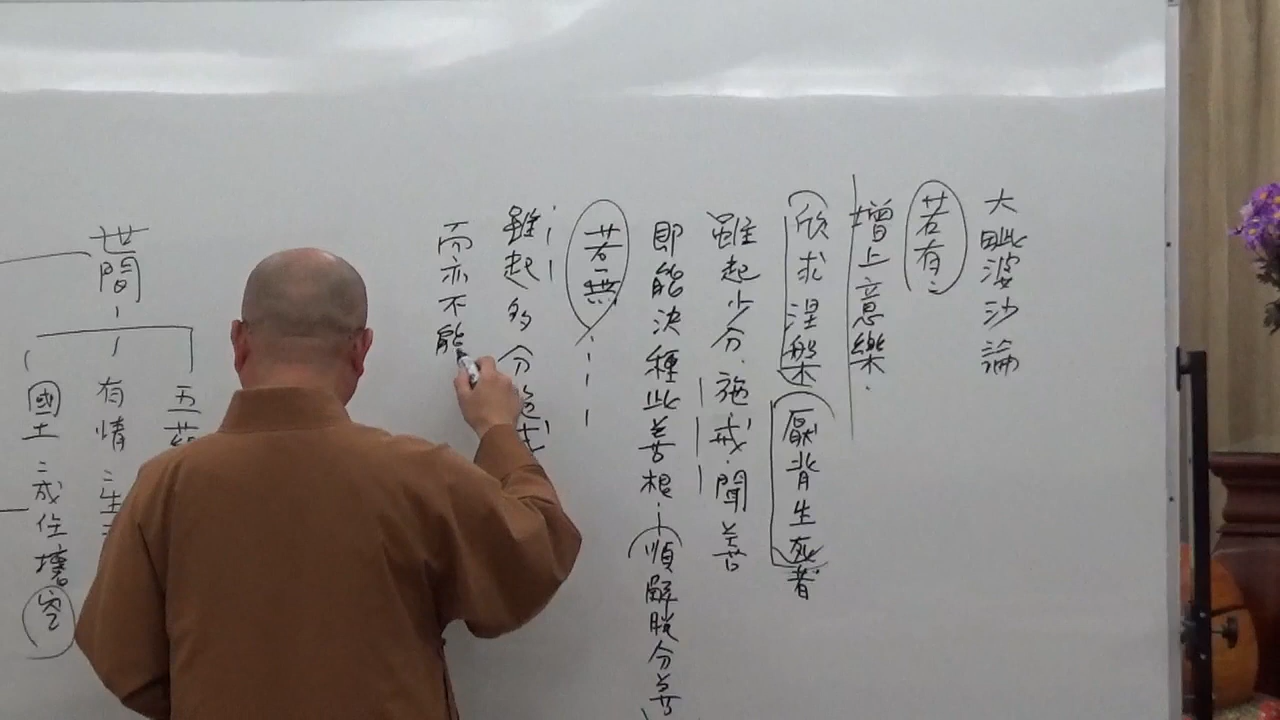 大毗婆沙論
若有
增上意樂
欣求涅槃厭背生死者
雖起少分施戒聞善
即能決種此善根順解脫分善
若無
雖起多分施戒
而亦不能
世間
五蘊
有情
國土 成住壞空